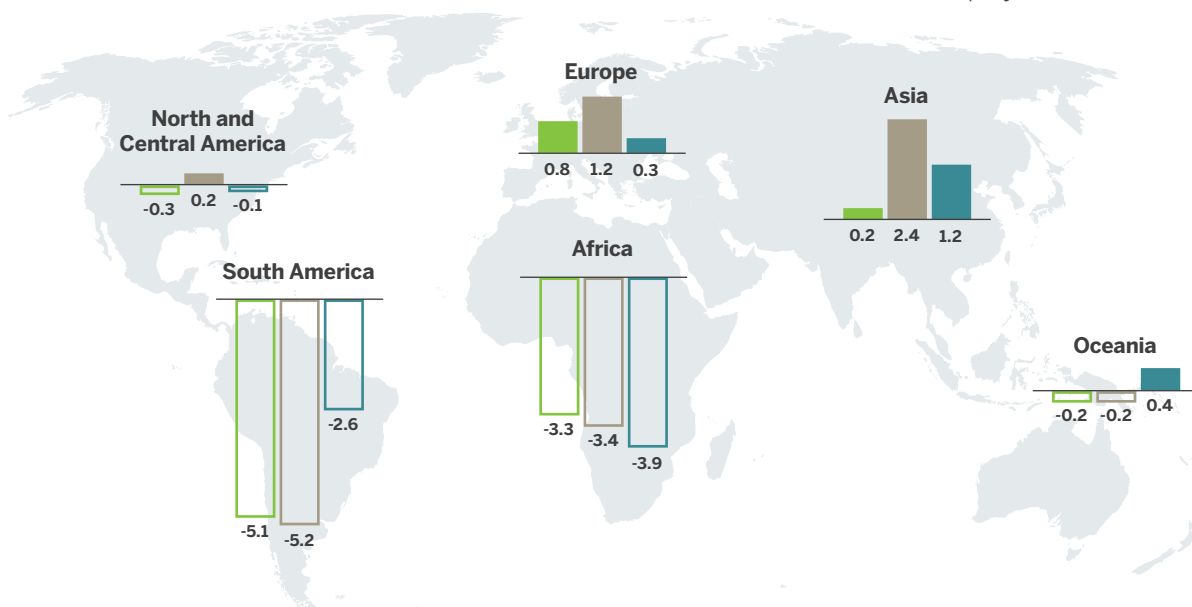 Europe
0.8 1.2 0.3
Asia
0.2 2.4 1.2
North and
Central America
-0.3 0.2 -0.1
South America
-5.1 -5.2 -2.6
Africa
-3.3 -3.4 -3.9
Oceania
-0.2 -0.2 0.4